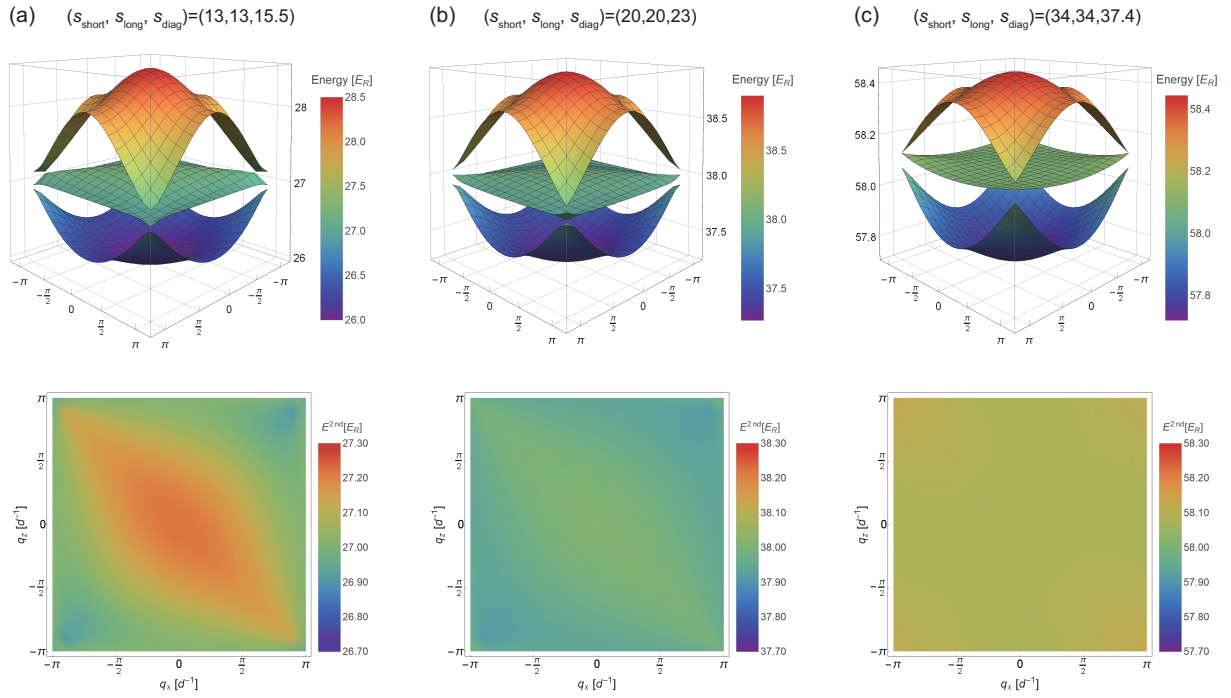 (a) (s_short, s_long, s_diag)=(13,13,15.5)
Energy [E_R]
28.5
28.0
27.5
27.0
26.5
26.0
28
27
26
−π
−π/2
0
π/2
π
π
π/2
0
−π/2
−π
(b) (s_short, s_long, s_diag)=(20,20,23)
Energy [E_R]
38.5
38.0
37.5
38.5
38.0
37.5
−π
−π/2
0
π/2
π
π
π/2
0
−π/2
−π
(c) (s_short, s_long, s_diag)=(34,34,37.4)
Energy [E_R]
58.4
58.2
58.0
57.8
58.4
58.2
58.0
57.8
−π
−π/2
0
π/2
π
π
π/2
0
−π/2
−π
π
π/2
0
−π/2
−π
q_z [d⁻¹]
−π
−π/2
0
π/2
π
q_x [d⁻¹]
E^2nd[E_R]
27.30
27.20
27.10
27.00
26.90
26.80
26.70
π
π/2
0
−π/2
−π
q_z [d⁻¹]
−π
−π/2
0
π/2
π
q_x [d⁻¹]
E^2nd[E_R]
38.30
38.20
38.10
38.00
37.90
37.80
37.70
π
π/2
0
−π/2
−π
q_z [d⁻¹]
−π
−π/2
0
π/2
π
q_x [d⁻¹]
E^2nd[E_R]
58.30
58.20
58.10
58.00
57.90
57.80
57.70